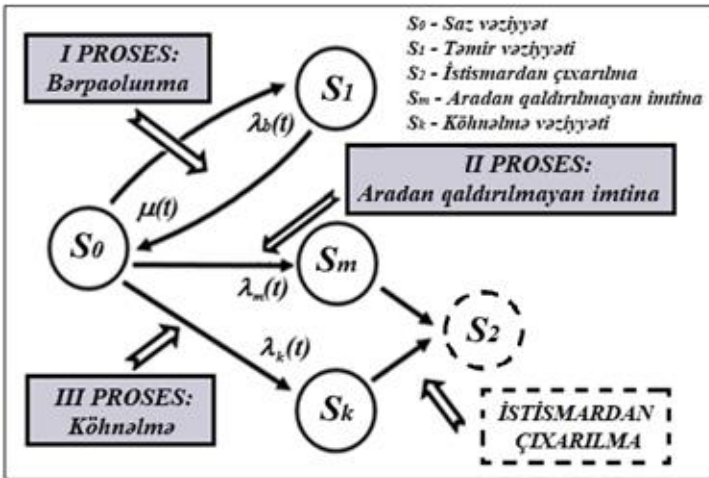 I PROSES:
Bərpaolunma
S₀ - Saz vəziyyət
S₁ - Təmir vəziyyəti
S₂ - İstismardan çıxarılma
Sₘ - Aradan qaldırılmayan imtina
Sₖ - Köhnəlmə vəziyyəti
S₁
λb(t)
II PROSES:
Aradan qaldırılmayan imtina
μ(t)
S₀
Sₘ
λₘ(t)
S₂
λₖ(t)
III PROSES:
Köhnəlmə
Sₖ
İSTİSMARDAN
ÇIXARILMA